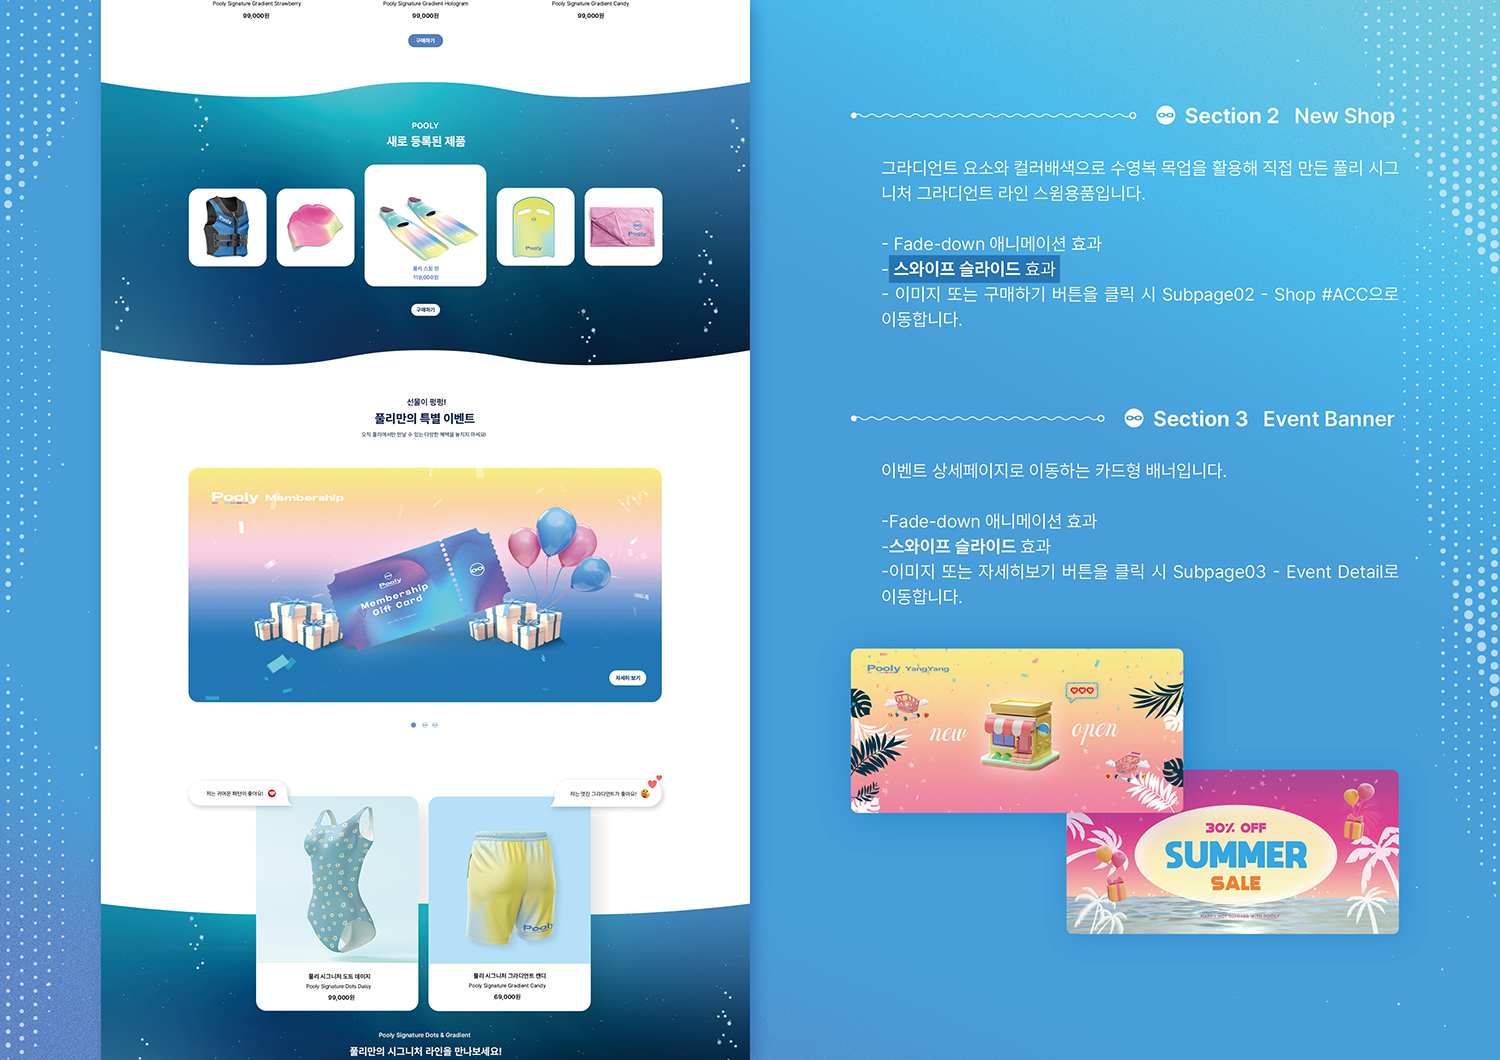 Pooly Signature Gradient Strawberry
99,000원
Pooly Signature Gradient Hologram
99,000원
Pooly Signature Gradient Candy
99,000원
구매하기
POOLY
새로 등록된 제품
Pooly
Pooly
Pooly
풀리 스윔 핀
119,000원
구매하기
선물이 펑펑!
풀리만의 특별 이벤트
오직 풀리에서만 만날 수 있는 다양한 혜택을 놓치지 마세요!
Pooly Membership
Pooly
Membership
Gift Card
자세히 보기
저는 귀여운 패턴이 좋아요!
저는 멋진 그라디언트가 좋아요!
Pooly
풀리 시그니처 도트 데이지
Pooly Signature Dots Daisy
99,000원
풀리 시그니처 그라디언트 캔디
Pooly Signature Gradient Candy
69,000원
Pooly Signature Dots & Gradient
풀리만의 시그니처 라인을 만나보세요!
Section 2 New Shop
그라디언트 요소와 컬러배색으로 수영복 목업을 활용해 직접 만든 풀리 시그
니처 그라디언트 라인 스윔용품입니다.
- Fade-down 애니메이션 효과
- 스와이프 슬라이드 효과
- 이미지 또는 구매하기 버튼을 클릭 시 Subpage02 - Shop #ACC으로
이동합니다.
Section 3 Event Banner
이벤트 상세페이지로 이동하는 카드형 배너입니다.
-Fade-down 애니메이션 효과
-스와이프 슬라이드 효과
-이미지 또는 자세히보기 버튼을 클릭 시 Subpage03 - Event Detail로
이동합니다.
Pooly YangYang
new open
30% OFF
SUMMER
SALE
HAPPY HOT SUMMER WITH POOLY